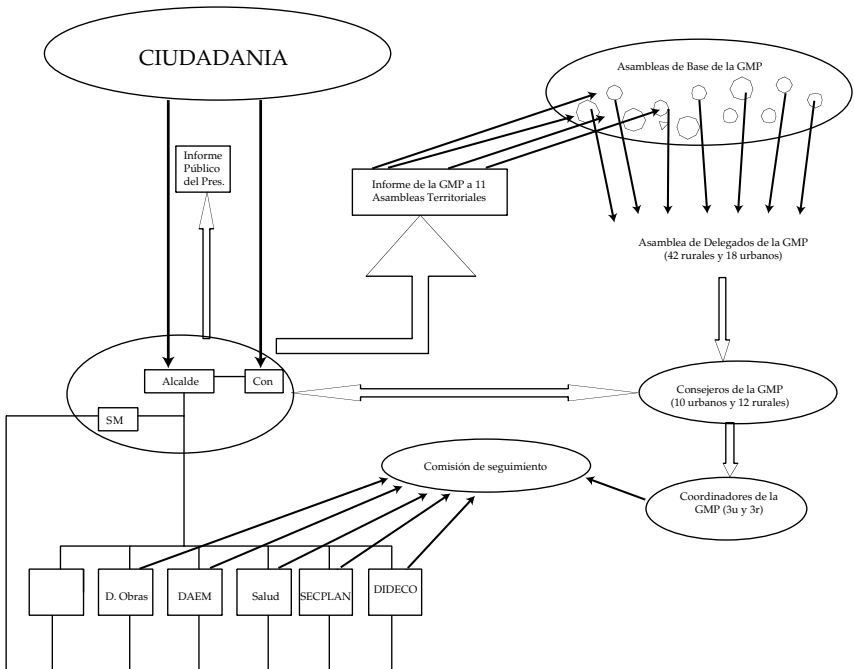 CIUDADANIA
Asambleas de Base de la GMP
Informe
Público
del Pres.
Informe de la GMP a 11
Asambleas Territoriales
Asamblea de Delegados de la GMP
(42 rurales y 18 urbanos)
Alcalde
Con
SM
Consejeros de la GMP
(10 urbanos y 12 rurales)
Comisión de seguimiento
Coordinadores de la
GMP (3u y 3r)
D. Obras
DAEM
Salud
SECPLAN
DIDECO